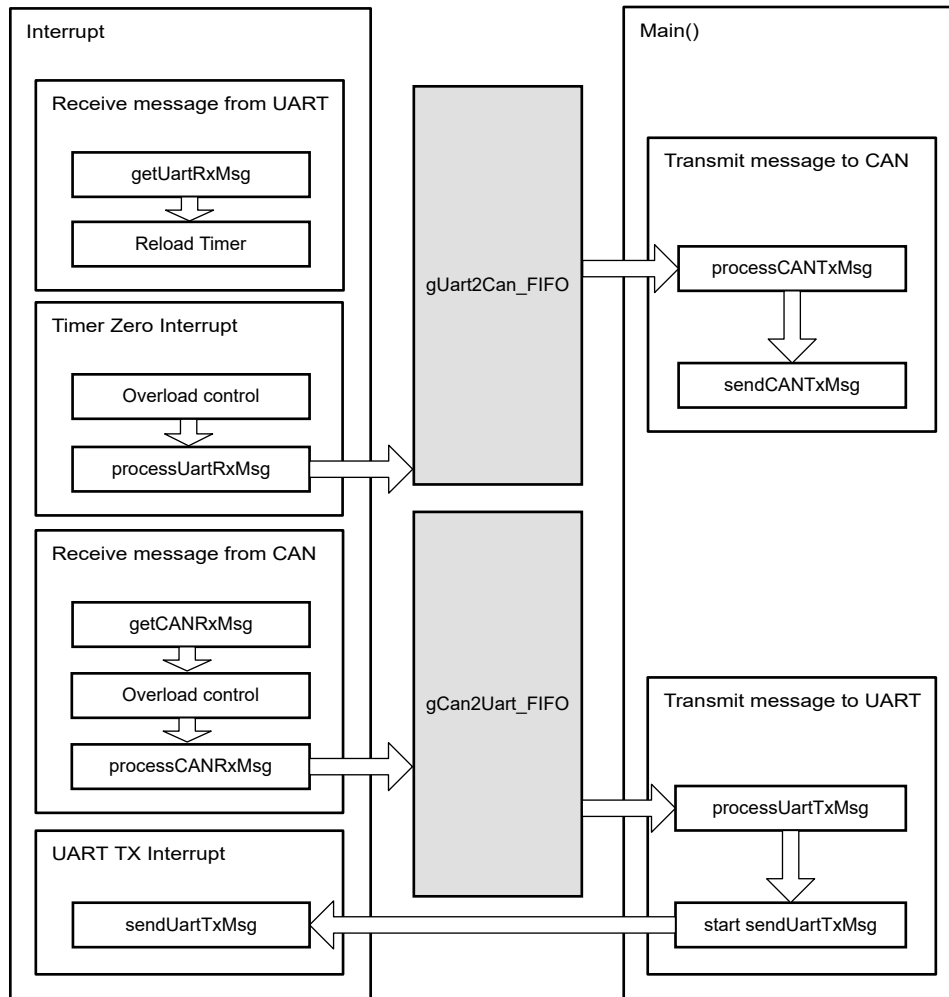 Interrupt
Receive message from UART
getUartRxMsg
Reload Timer
Timer Zero Interrupt
Overload control
processUartRxMsg
Receive message from CAN
getCANRxMsg
Overload control
processCANRxMsg
UART TX Interrupt
sendUartTxMsg
gUart2Can_FIFO
gCan2Uart_FIFO
Main()
Transmit message to CAN
processCANTxMsg
sendCANTxMsg
Transmit message to UART
processUartTxMsg
start sendUartTxMsg